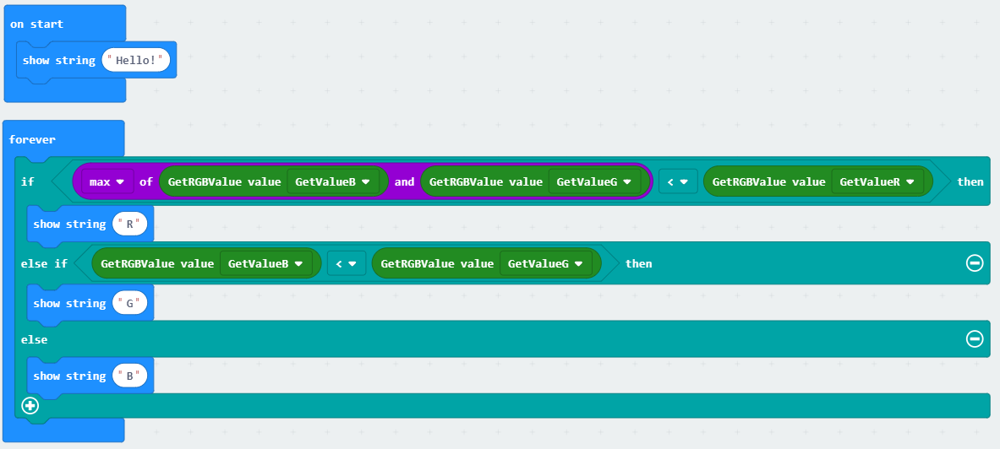 on start
show string "Hello!"
forever
if max of GetRGBValue value GetValueB and GetRGBValue value GetValueG < GetRGBValue value GetValueR then
show string "R"
else if GetRGBValue value GetValueB < GetRGBValue value GetValueG then
show string "G"
else
show string "B"